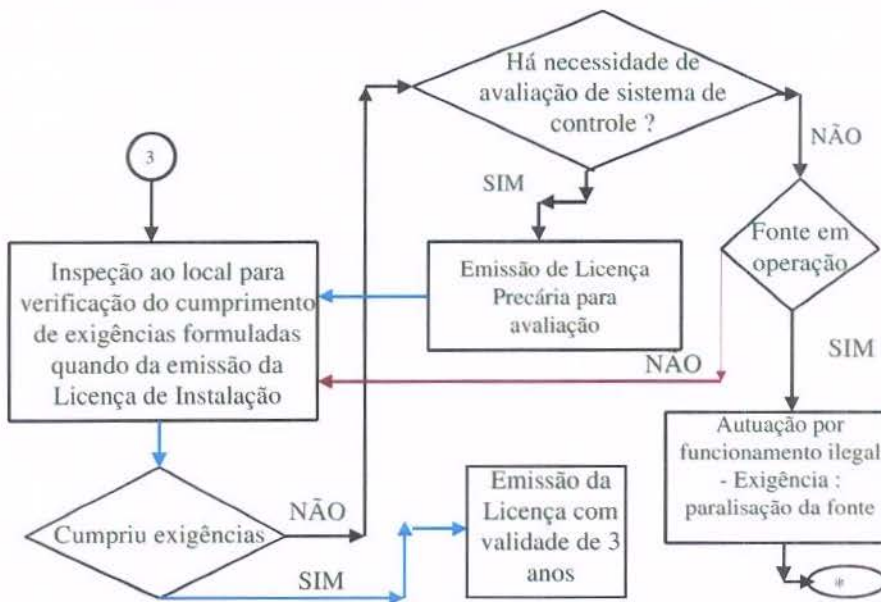 Há necessidade de
avaliação de sistema de
controle ?
NÃO
3
SIM
Fonte em
operação
Inspeção ao local para
verificação do cumprimento
de exigências formuladas
quando da emissão da
Licença de Instalação
Emissão de Licença
Precária para
avaliação
NÃO
SIM
Autuação por
funcionamento ilegal
- Exigência :
paralisação da fonte
Cumpriu exigências
NÃO
SIM
Emissão da
Licença com
validade de 3
anos
*